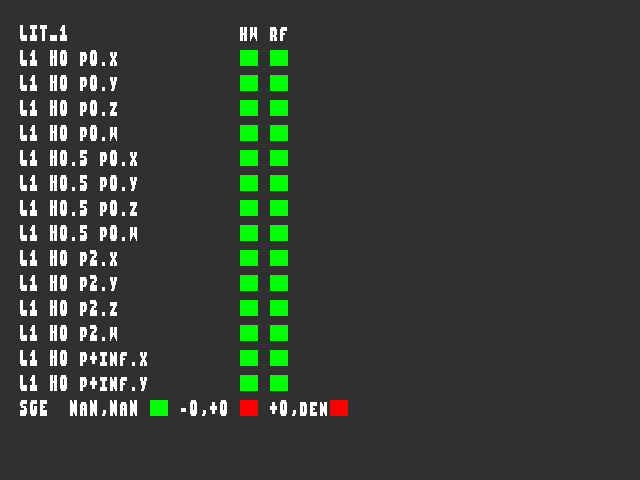 LIT_1 HW RF
L1 H0 p0.x
L1 H0 p0.y
L1 H0 p0.z
L1 H0 p0.w
L1 H0.5 p0.x
L1 H0.5 p0.y
L1 H0.5 p0.z
L1 H0.5 p0.w
L1 H0 p2.x
L1 H0 p2.y
L1 H0 p2.z
L1 H0 p2.w
L1 H0 p+INF.x
L1 H0 p+INF.y
SGE NaN,NaN -0,+0 +0,DEN